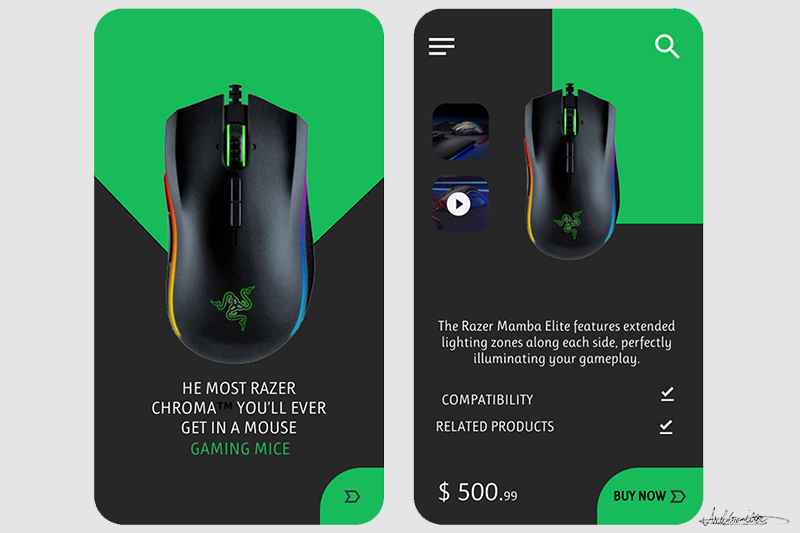 HE MOST RAZER
CHROMA™ YOU'LL EVER
GET IN A MOUSE
GAMING MICE
The Razer Mamba Elite features extended
lighting zones along each side, perfectly
illuminating your gameplay.
COMPATIBILITY
RELATED PRODUCTS
$ 500.99
BUY NOW